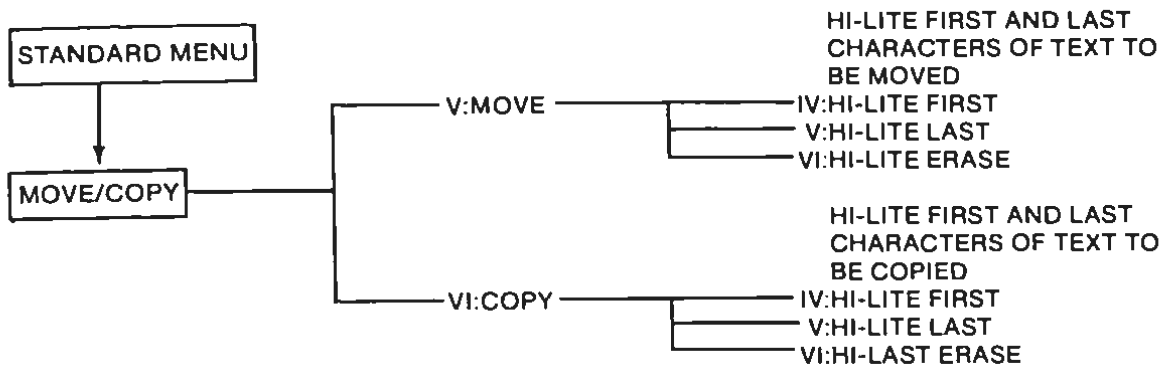 STANDARD MENU
MOVE/COPY
V:MOVE
HI-LITE FIRST AND LAST
CHARACTERS OF TEXT TO
BE MOVED
IV:HI-LITE FIRST
V:HI-LITE LAST
VI:HI-LITE ERASE
VI:COPY
HI-LITE FIRST AND LAST
CHARACTERS OF TEXT TO
BE COPIED
IV:HI-LITE FIRST
V:HI-LITE LAST
VI:HI-LAST ERASE